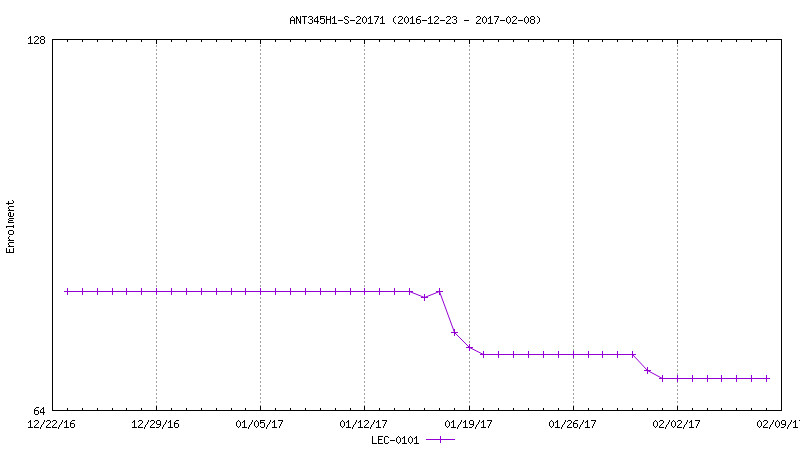 ANT345H1-S-20171 (2016-12-23 - 2017-02-08)
128
Enrolment
64
12/22/16 12/29/16 01/05/17 01/12/17 01/19/17 01/26/17 02/02/17 02/09/1
LEC-0101